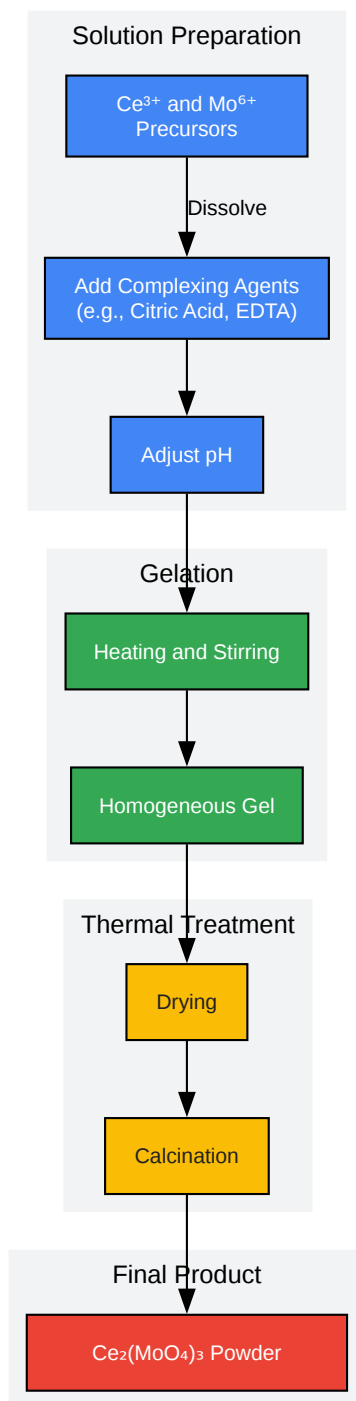 Solution Preparation
Ce³⁺ and Mo⁶⁺
Precursors
Dissolve
Add Complexing Agents
(e.g., Citric Acid, EDTA)
Adjust pH
Gelation
Heating and Stirring
Homogeneous Gel
Thermal Treatment
Drying
Calcination
Final Product
Ce₂(MoO₄)₃ Powder